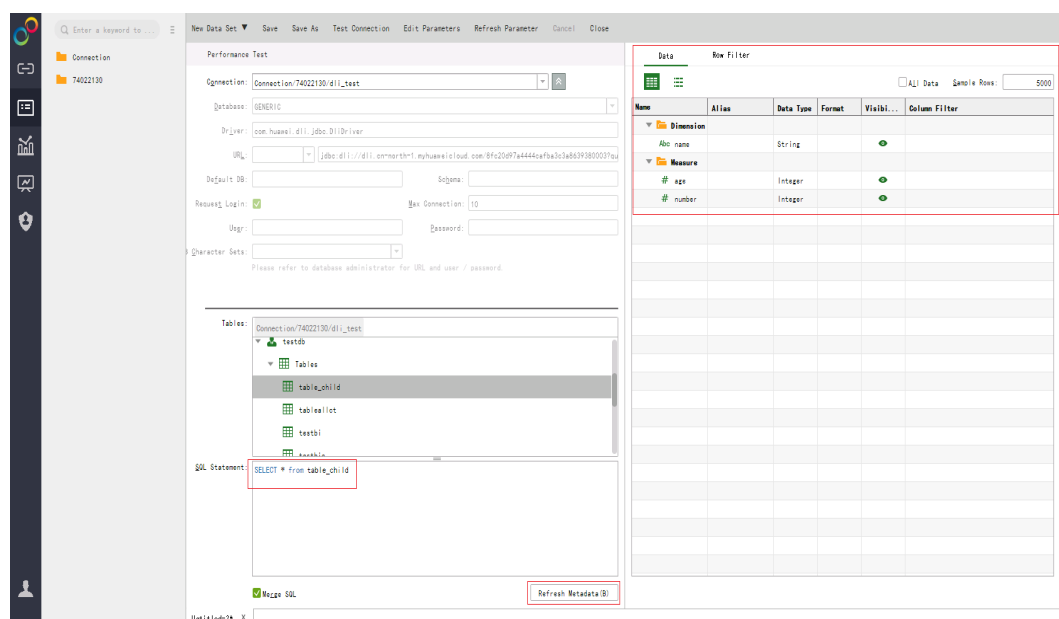 New Data Set ▼ Save Save As Test Connection Edit Parameters Refresh Parameter Cancel Close
Enter a keyword to ...
Connection
74022130
Performance Test
Connection: Connection/74022130/dli_test
Database: GENERIC
Driver: com.huawei.dli.jdbc.DliDriver
URL
Default DB: Schema:
Request Login: Max Connection: 10
User: Password:
Character Sets:
Please refer to database administrator for URL and user / password
Tables: Connection/74022130/dli_test
testdb
Tables
table_child
tableallct
testbi
SQL Statement: SELECT * from table_child
Merge SQL Refresh Metadata(B)
Data Row Filter
All Data Sample Rows: 5000
Name Alias Data Type Format Visibi... Column Filter
Dimension
Abc name String
Measure
# age Integer
# number Integer